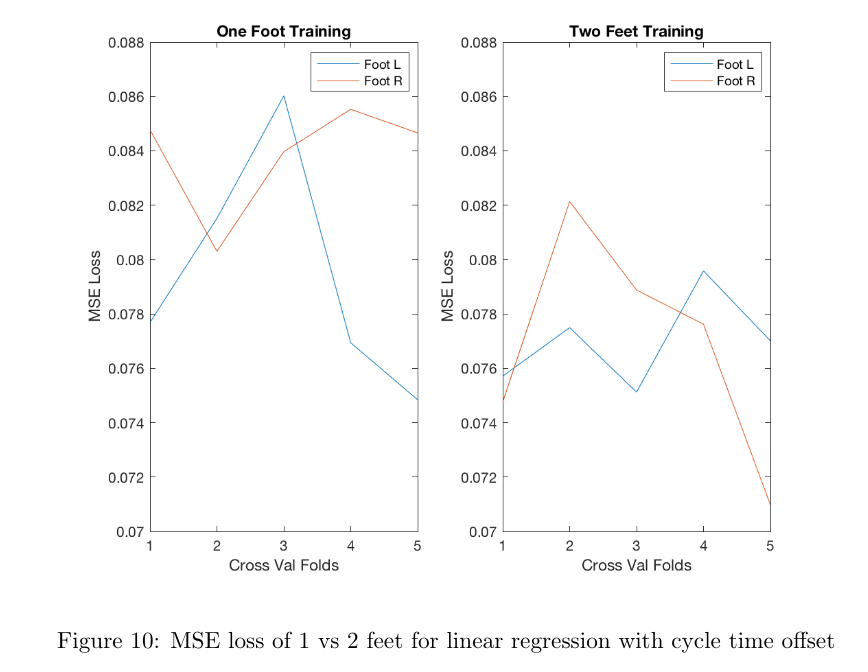 One Foot Training
0.088
0.086
0.084
0.082
0.08
0.078
0.076
0.074
0.072
0.07
MSE Loss
Foot L
Foot R
1 2 3 4 5
Cross Val Folds
Two Feet Training
0.088
0.086
0.084
0.082
0.08
0.078
0.076
0.074
0.072
0.07
MSE Loss
Foot L
Foot R
1 2 3 4 5
Cross Val Folds
Figure 10: MSE loss of 1 vs 2 feet for linear regression with cycle time offset